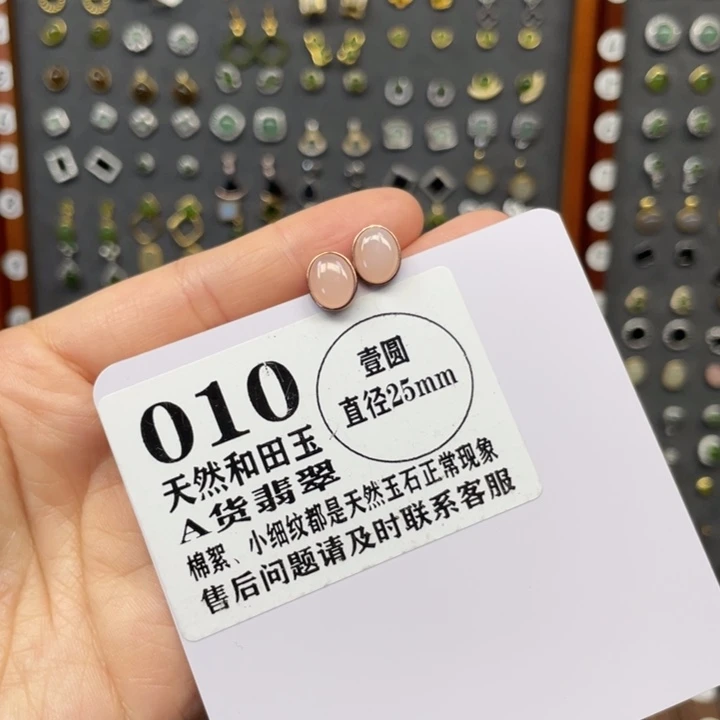 010
壹圆
直径25mm
天然和田玉
A货翡翠
棉絮、小细纹都是天然玉石正常现象
售后问题请及时联系客服